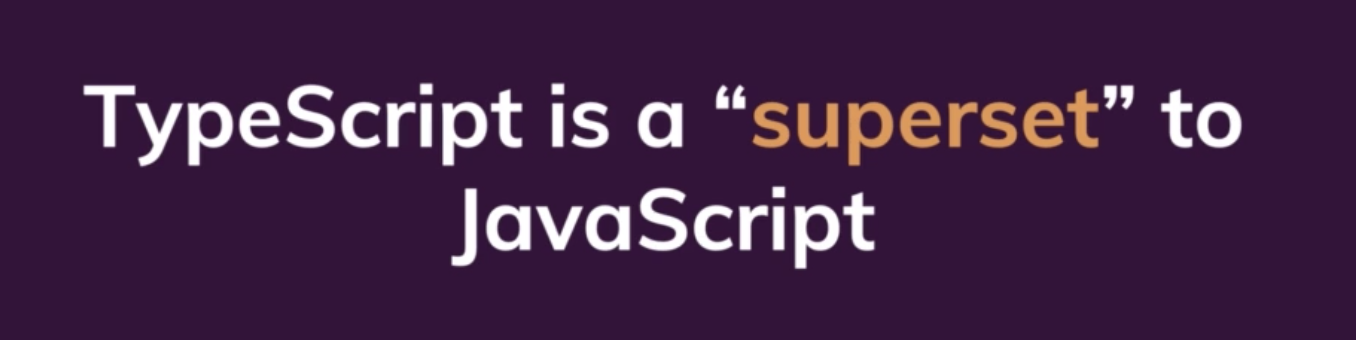 TypeScript is a “superset” to
JavaScript